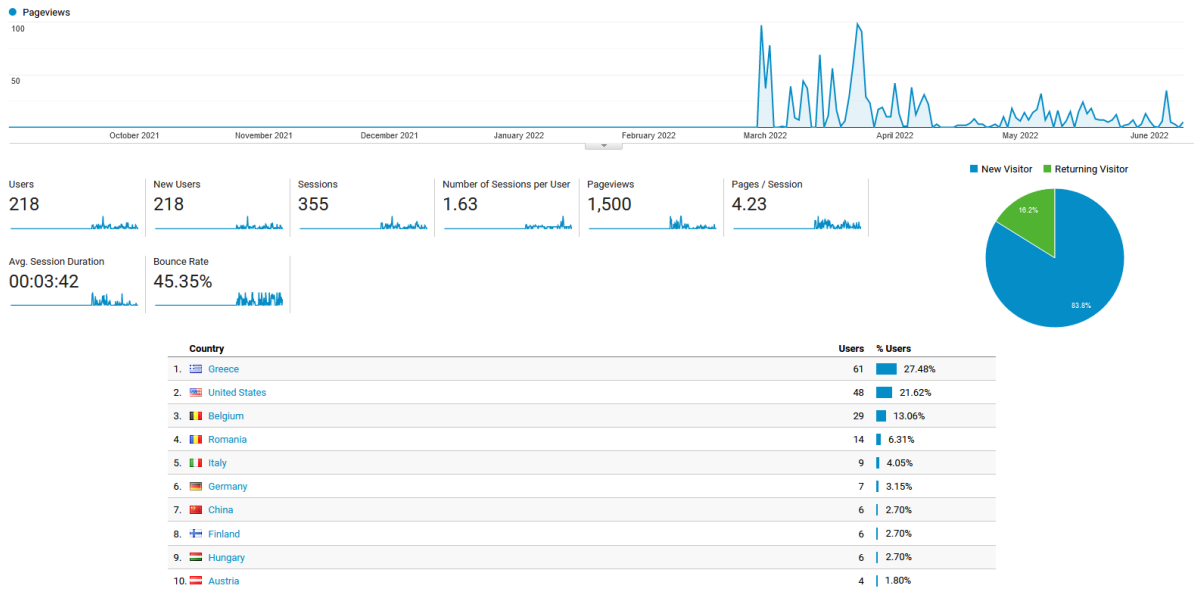 Pageviews
100
50
October 2021 November 2021 December 2021 January 2022 February 2022 March 2022 April 2022 May 2022 June 2022
New Visitor Returning Visitor
Users New Users Sessions Number of Sessions per User Pageviews Pages / Session
218 218 355 1.63 1,500 4.23
16.2%
Avg. Session Duration Bounce Rate
00:03:42 45.35%
83.8%
Country Users % Users
1. Greece 61 27.48%
2. United States 48 21.62%
3. Belgium 29 13.06%
4. Romania 14 6.31%
5. Italy 9 4.05%
6. Germany 7 3.15%
7. China 6 2.70%
8. Finland 6 2.70%
9. Hungary 6 2.70%
10. Austria 4 1.80%